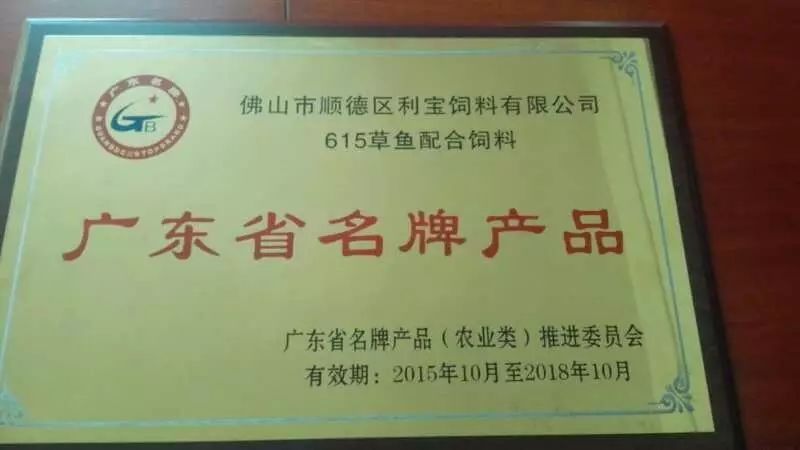 广东名牌
GB
佛山市顺德区利宝饲料有限公司
615草鱼配合饲料
广东省名牌产品
广东省名牌产品（农业类）推进委员会
有效期：2015年10月至2018年10月